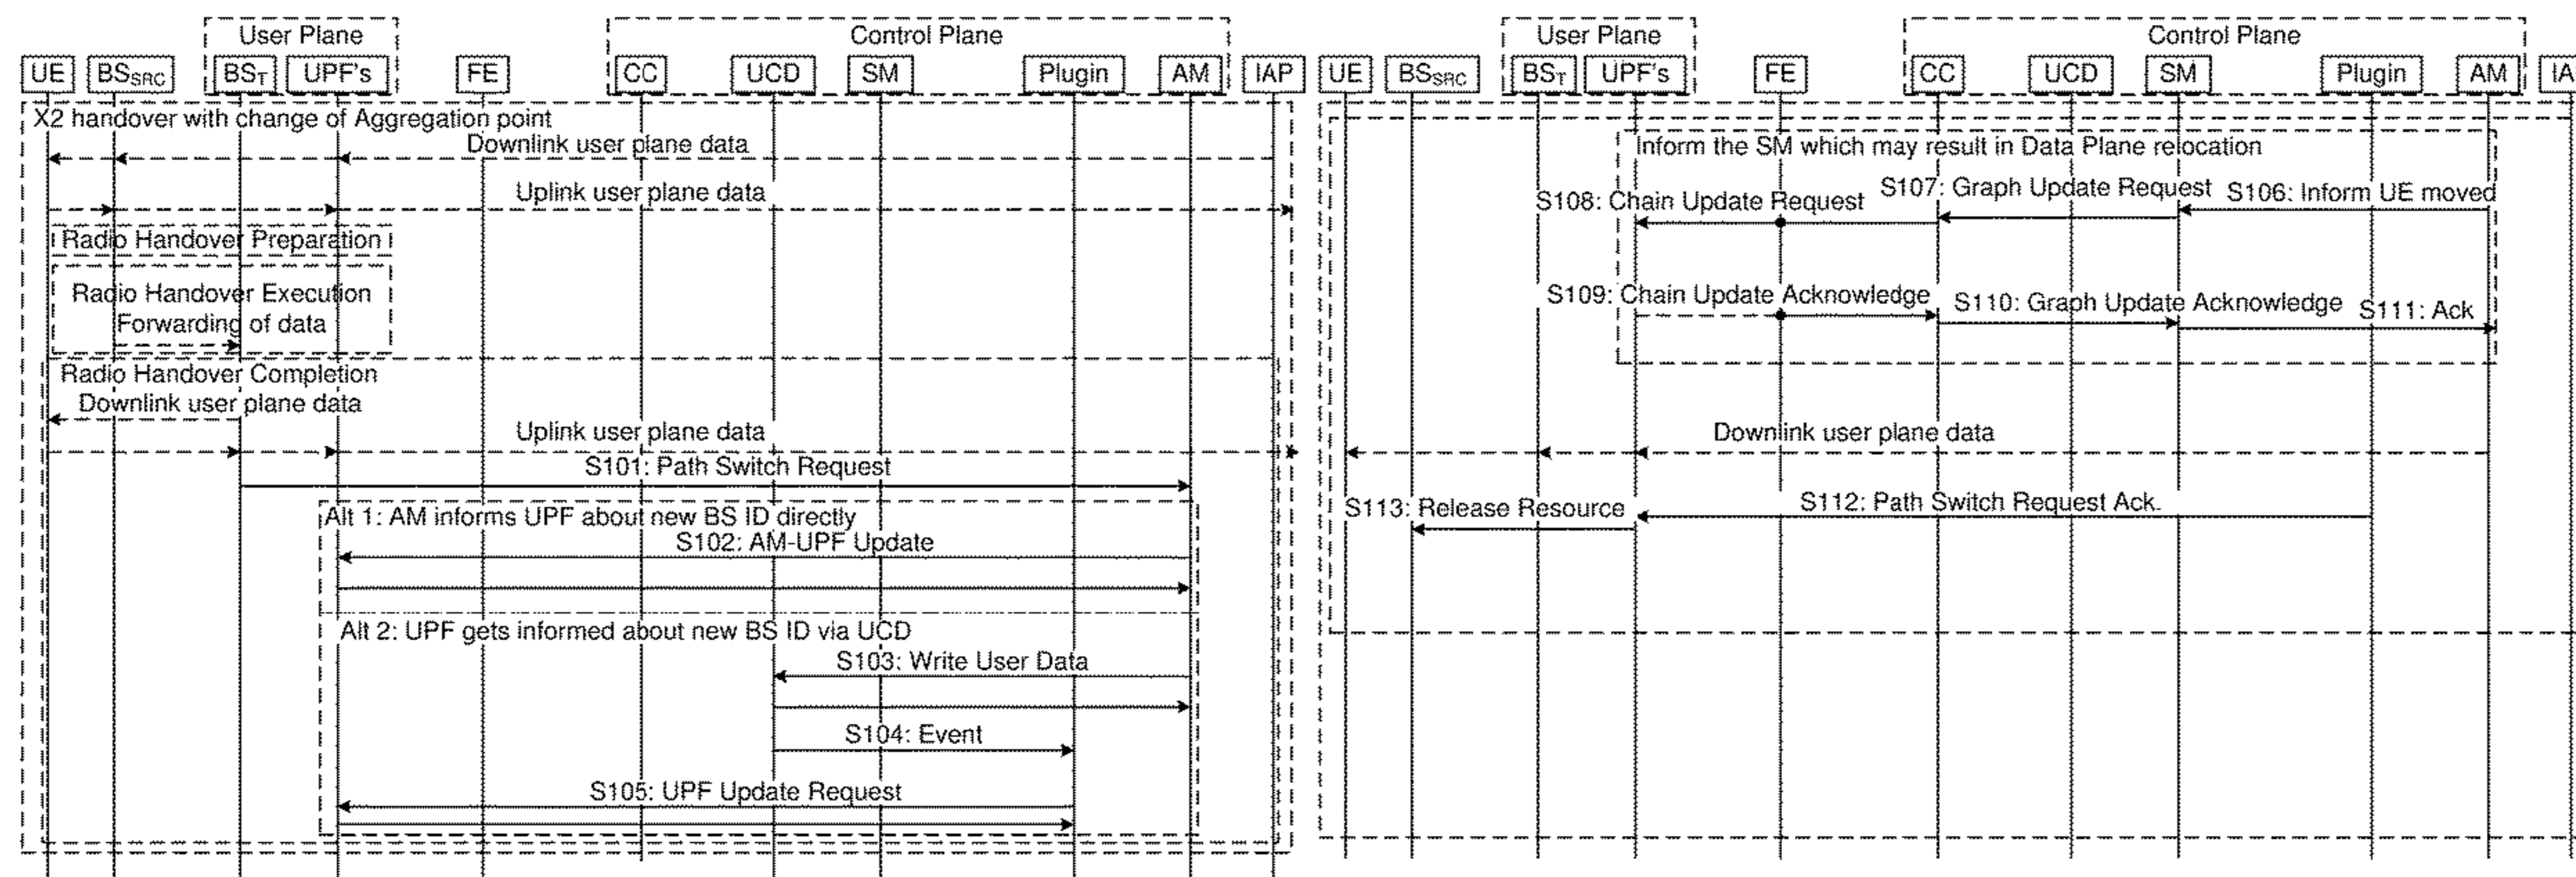 User Plane
Control Plane
UE
BSSRC
BST
UPF's
FE
CC
UCD
SM
Plugin
AM
IAP
X2 handover with change of Aggregation point
Downlink user plane data
Uplink user plane data
Radio Handover Preparation
Radio Handover Execution
Forwarding of data
Radio Handover Completion
Downlink user plane data
Uplink user plane data
S101: Path Switch Request
Alt 1: AM informs UPF about new BS ID directly
S102: AM-UPF Update
Alt 2: UPF gets informed about new BS ID via UCD
S103: Write User Data
S104: Event
S105: UPF Update Request
User Plane
Control Plane
UE
BSSRC
BST
UPF's
FE
CC
UCD
SM
Plugin
AM
IA
Inform the SM which may result in Data Plane relocation
S106: Inform UE moved
S107: Graph Update Request
S108: Chain Update Request
S109: Chain Update Acknowledge
S110: Graph Update Acknowledge
S111: Ack
Downlink user plane data
S112: Path Switch Request Ack.
S113: Release Resource